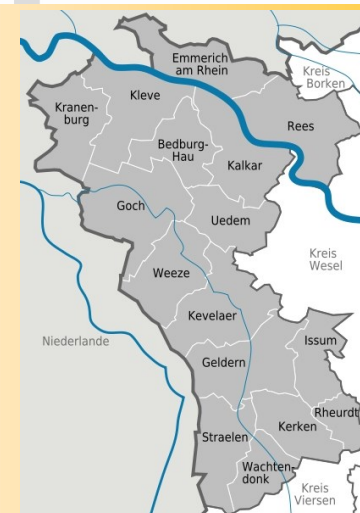 Emmerich
am Rhein
Kreis
Borken
Kleve
Kranen-
burg
Rees
Bedburg-
Hau
Kalkar
Goch
Uedem
Kreis
Wesel
Weeze
Kevelaer
Niederlande
Issum
Geldern
Rheurdt
Kerken
Straelen
Wachten-
donk
Kreis
Viersen